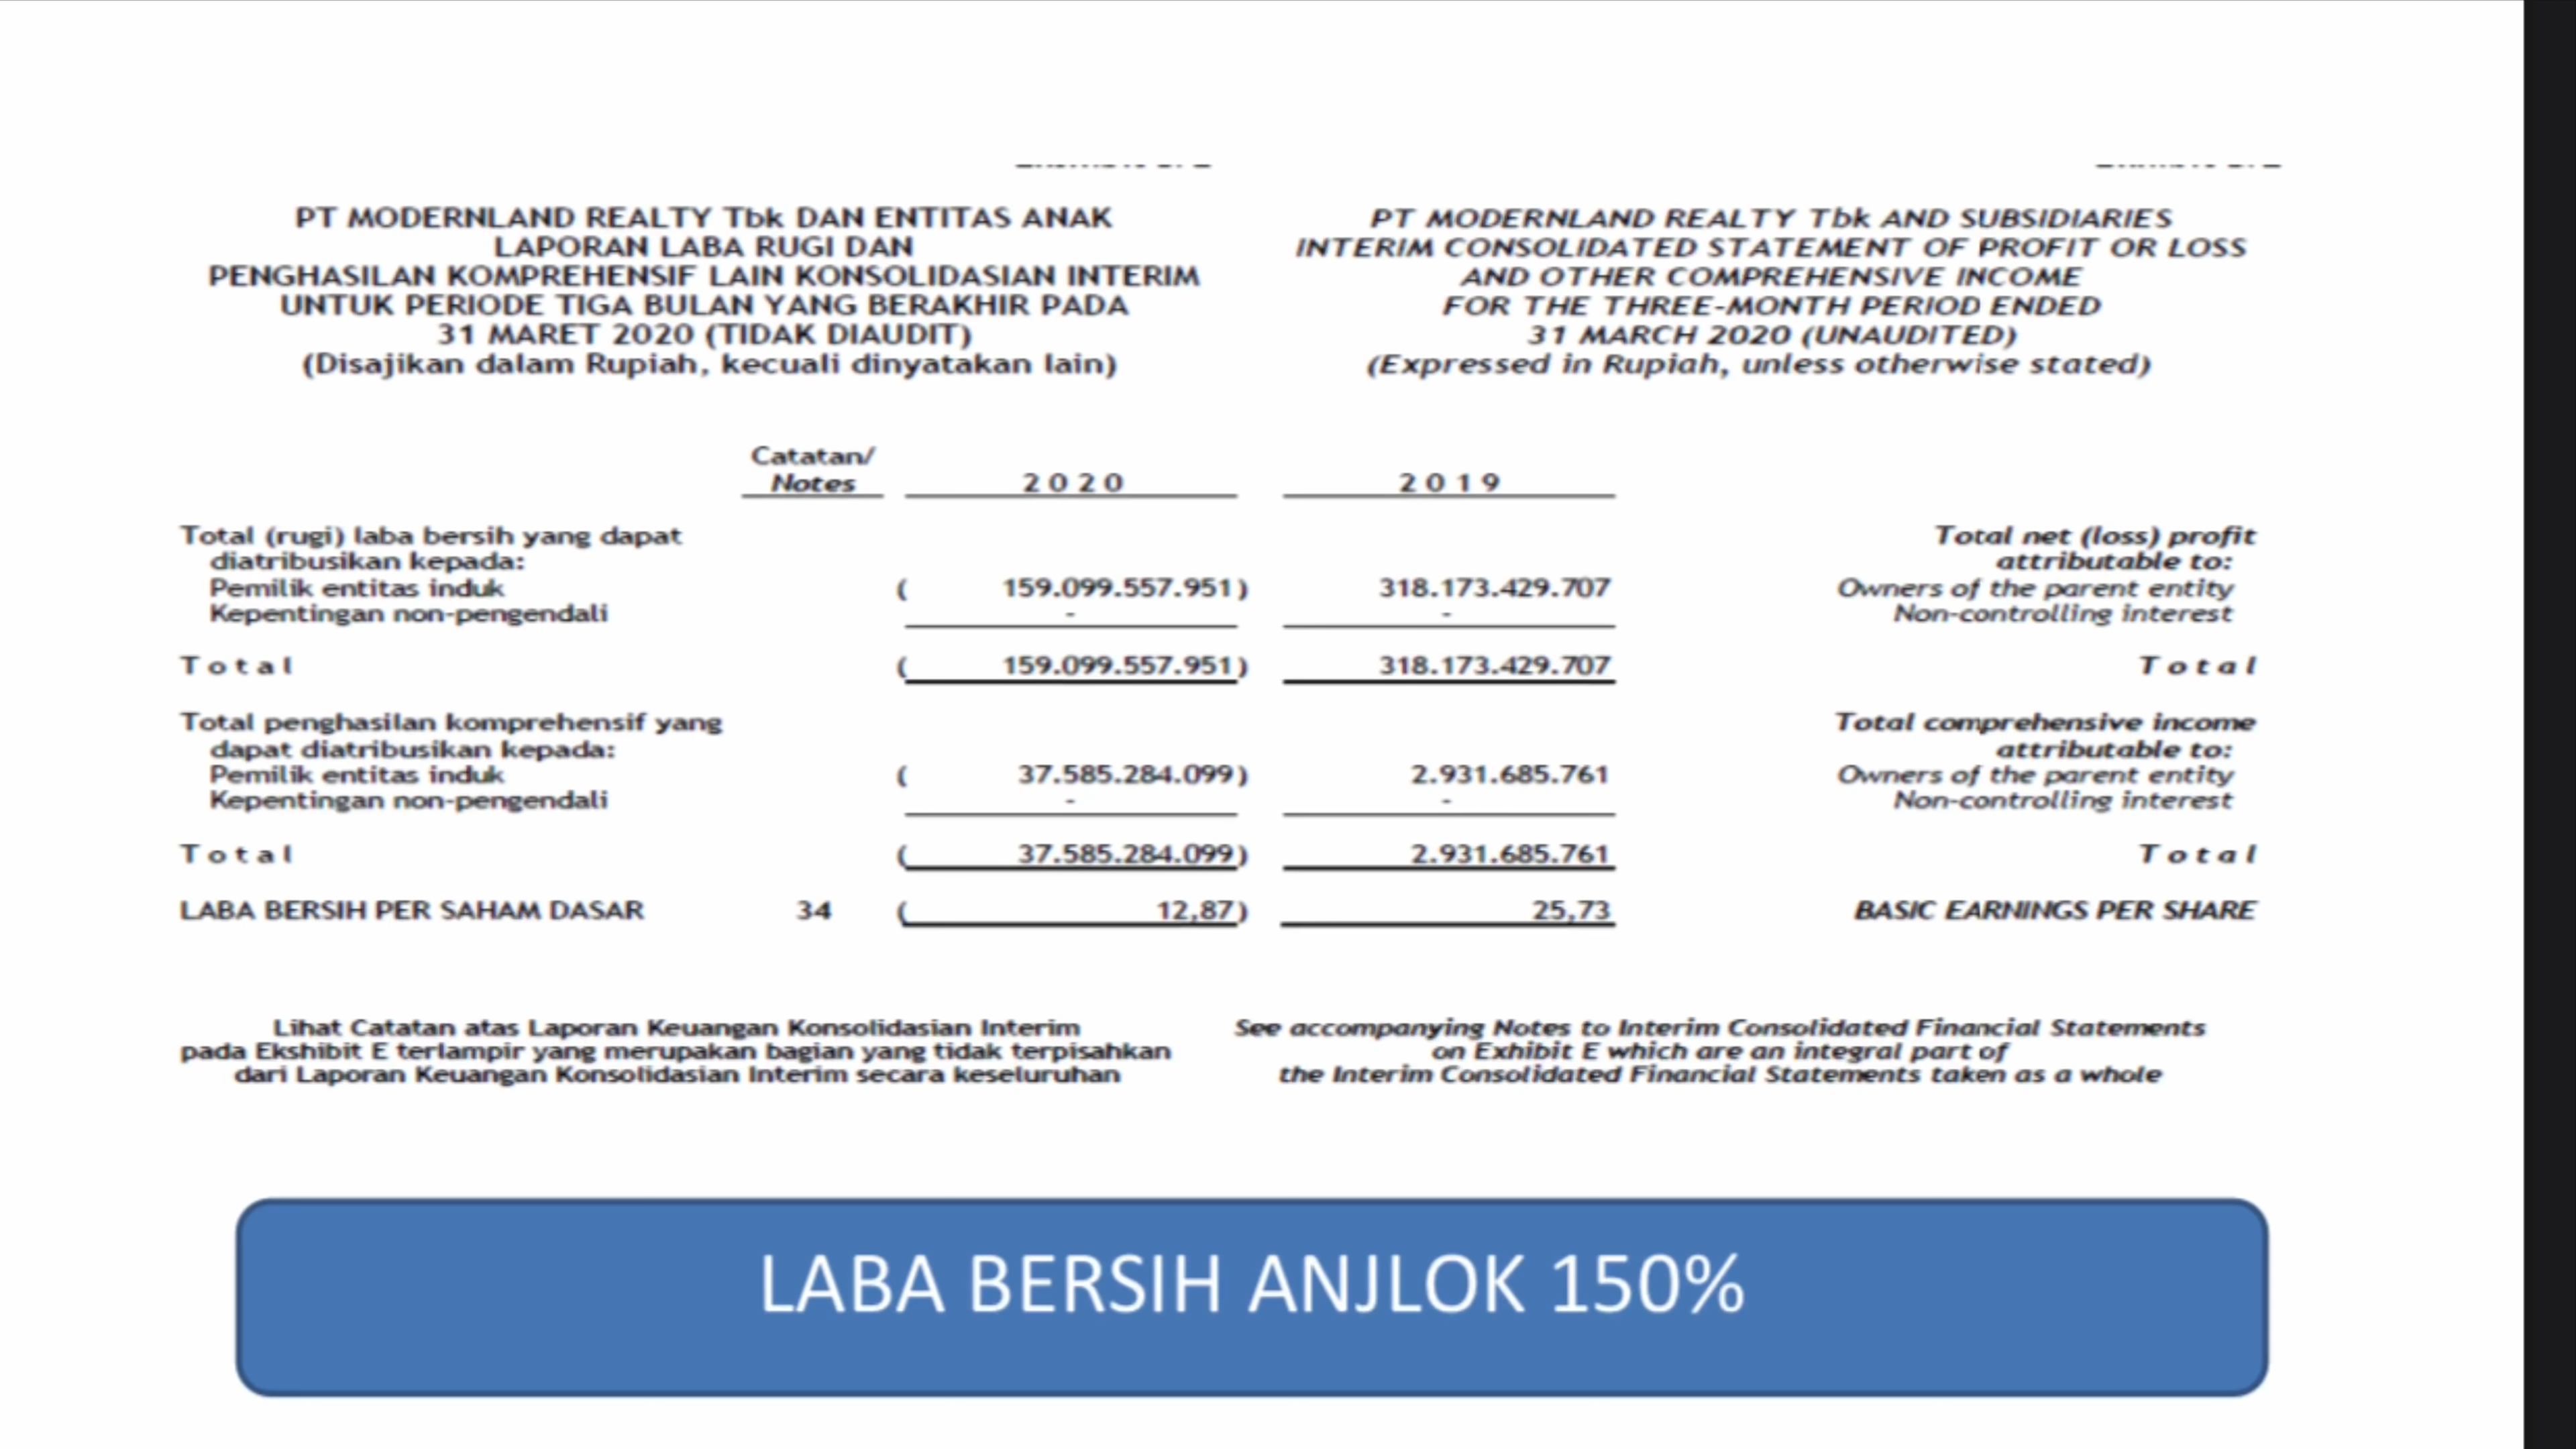 PT MODERNLAND REALTY Tbk DAN ENTITAS ANAK
LAPORAN LABA RUGI DAN
PENGHASILAN KOMPREHENSIF LAIN KONSOLIDASIAN INTERIM
UNTUK PERIODE TIGA BULAN YANG BERAKHIR PADA
31 MARET 2020 (TIDAK DIAUDIT)
(Disajikan dalam Rupiah, kecuali dinyatakan lain)
PT MODERNLAND REALTY Tbk AND SUBSIDIARIES
INTERIM CONSOLIDATED STATEMENT OF PROFIT OR LOSS
AND OTHER COMPREHENSIVE INCOME
FOR THE THREE-MONTH PERIOD ENDED
31 MARCH 2020 (UNAUDITED)
(Expressed in Rupiah, unless otherwise stated)
Catatan/
Notes 2020 2019
Total (rugi) laba bersih yang dapat Total net (loss) profit
diatribusikan kepada: attributable to:
Pemilik entitas induk ( 159.099.557.951) 318.173.429.707 Owners of the parent entity
Kepentingan non-pengendali - - Non-controlling interest
Total ( 159.099.557.951) 318.173.429.707 Total
Total penghasilan komprehensif yang Total comprehensive income
dapat diatribusikan kepada: attributable to:
Pemilik entitas induk ( 37.585.284.099) 2.931.685.761 Owners of the parent entity
Kepentingan non-pengendali - - Non-controlling interest
Total ( 37.585.284.099) 2.931.685.761 Total
LABA BERSIH PER SAHAM DASAR 34 ( 12,87) 25,73 BASIC EARNINGS PER SHARE
Lihat Catatan atas Laporan Keuangan Konsolidasian Interim
pada Ekshibit E terlampir yang merupakan bagian yang tidak terpisahkan
dari Laporan Keuangan Konsolidasian Interim secara keseluruhan
See accompanying Notes to Interim Consolidated Financial Statements
on Exhibit E which are an integral part of
the Interim Consolidated Financial Statements taken as a whole
LABA BERSIH ANJLOK 150%